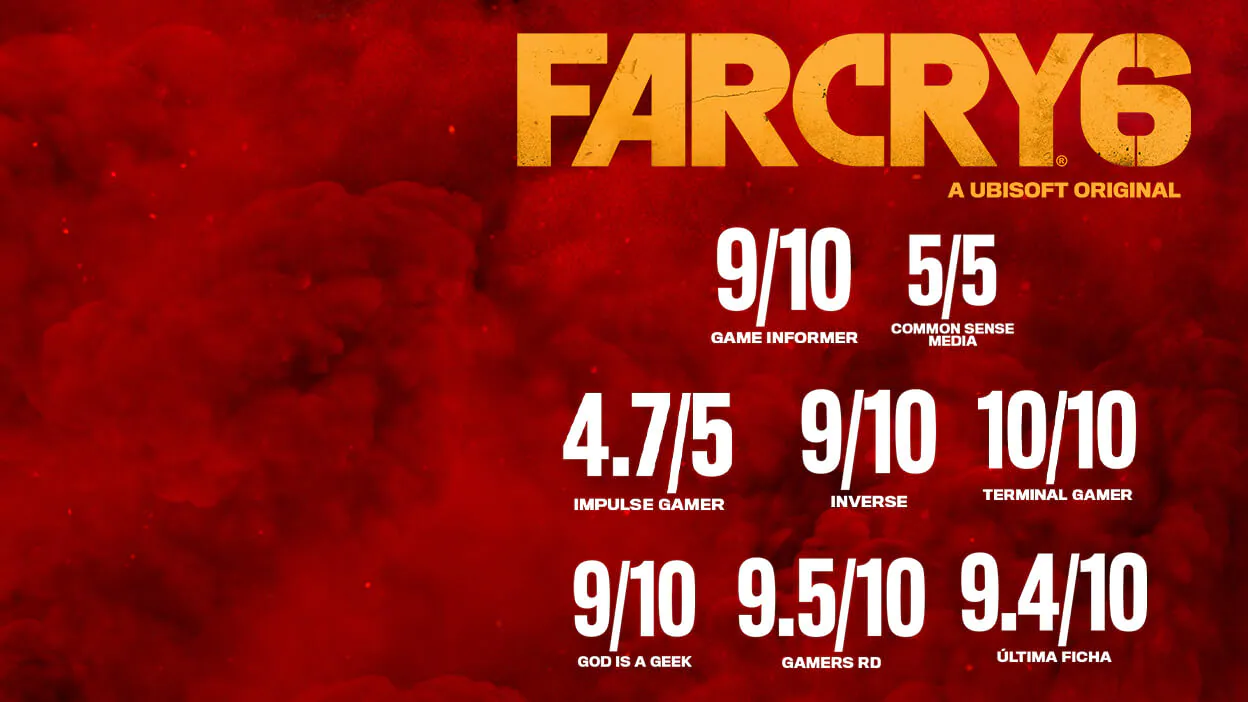 FARCRY6
®
A UBISOFT ORIGINAL
9/10
GAME INFORMER
5/5
COMMON SENSE
MEDIA
4.7/5
IMPULSE GAMER
9/10
INVERSE
10/10
TERMINAL GAMER
9/10
GOD IS A GEEK
9.5/10
GAMERS RD
9.4/10
ÚLTIMA FICHA